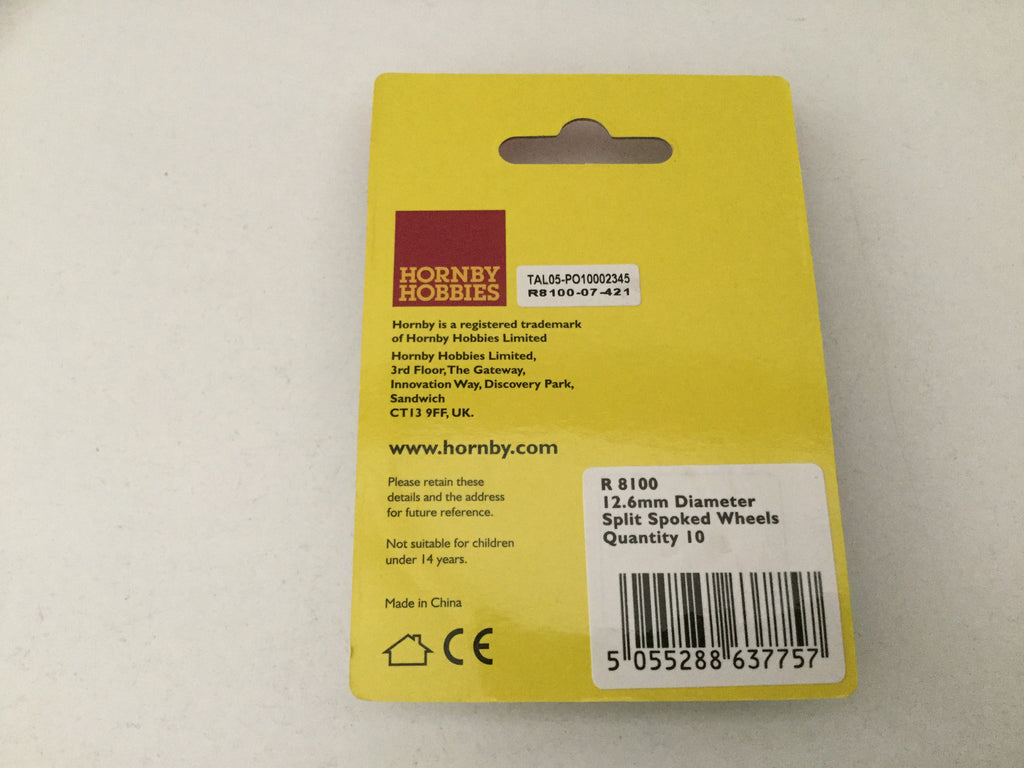 HORNBY
HOBBIES
TAL05-PO10002345
R8100-07-421
Hornby is a registered trademark
of Hornby Hobbies Limited
Hornby Hobbies Limited,
3rd Floor, The Gateway,
Innovation Way, Discovery Park,
Sandwich
CT13 9FF, UK.
www.hornby.com
Please retain these
details and the address
for future reference.
Not suitable for children
under 14 years.
Made in China
CE
R 8100
12.6mm Diameter
Split Spoked Wheels
Quantity 10
5 055288 637757